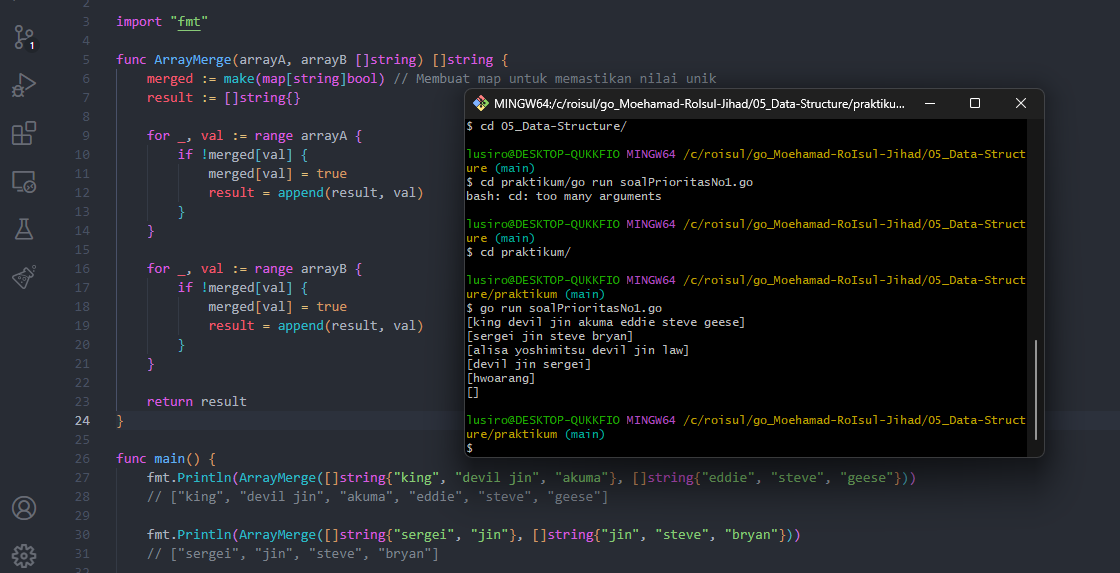 2
3 import "fmt"
4
5 func ArrayMerge(arrayA, arrayB []string) []string {
6 merged := make(map[string]bool) // Membuat map untuk memastikan nilai unik
7 result := []string{}
8
9 for _, val := range arrayA {
10 if !merged[val] {
11 merged[val] = true
12 result = append(result, val)
13 }
14 }
15
16 for _, val := range arrayB {
17 if !merged[val] {
18 merged[val] = true
19 result = append(result, val)
20 }
21 }
22
23 return result
24 }
25
26 func main() {
27 fmt.Println(ArrayMerge([]string{"king", "devil jin", "akuma"}, []string{"eddie", "steve", "geese"}))
28 // ["king", "devil jin", "akuma", "eddie", "steve", "geese"]
29
30 fmt.Println(ArrayMerge([]string{"sergei", "jin"}, []string{"jin", "steve", "bryan"}))
31 // ["sergei", "jin", "steve", "bryan"]
32
1
MINGW64:/c/roisul/go_Moehamad-RoIsul-Jihad/05_Data-Structure/praktiku...
$ cd 05_Data-Structure/
lusiro@DESKTOP-QUKKFIO MINGW64 /c/roisul/go_Moehamad-RoIsul-Jihad/05_Data-Struct
ure (main)
$ cd praktikum/go run soalPrioritasNo1.go
bash: cd: too many arguments
lusiro@DESKTOP-QUKKFIO MINGW64 /c/roisul/go_Moehamad-RoIsul-Jihad/05_Data-Struct
ure (main)
$ cd praktikum/
lusiro@DESKTOP-QUKKFIO MINGW64 /c/roisul/go_Moehamad-RoIsul-Jihad/05_Data-Struct
ure/praktikum (main)
$ go run soalPrioritasNo1.go
[king devil jin akuma eddie steve geese]
[sergei jin steve bryan]
[alisa yoshimitsu devil jin law]
[devil jin sergei]
[hwoarang]
[]
lusiro@DESKTOP-QUKKFIO MINGW64 /c/roisul/go_Moehamad-RoIsul-Jihad/05_Data-Struct
ure/praktikum (main)
$